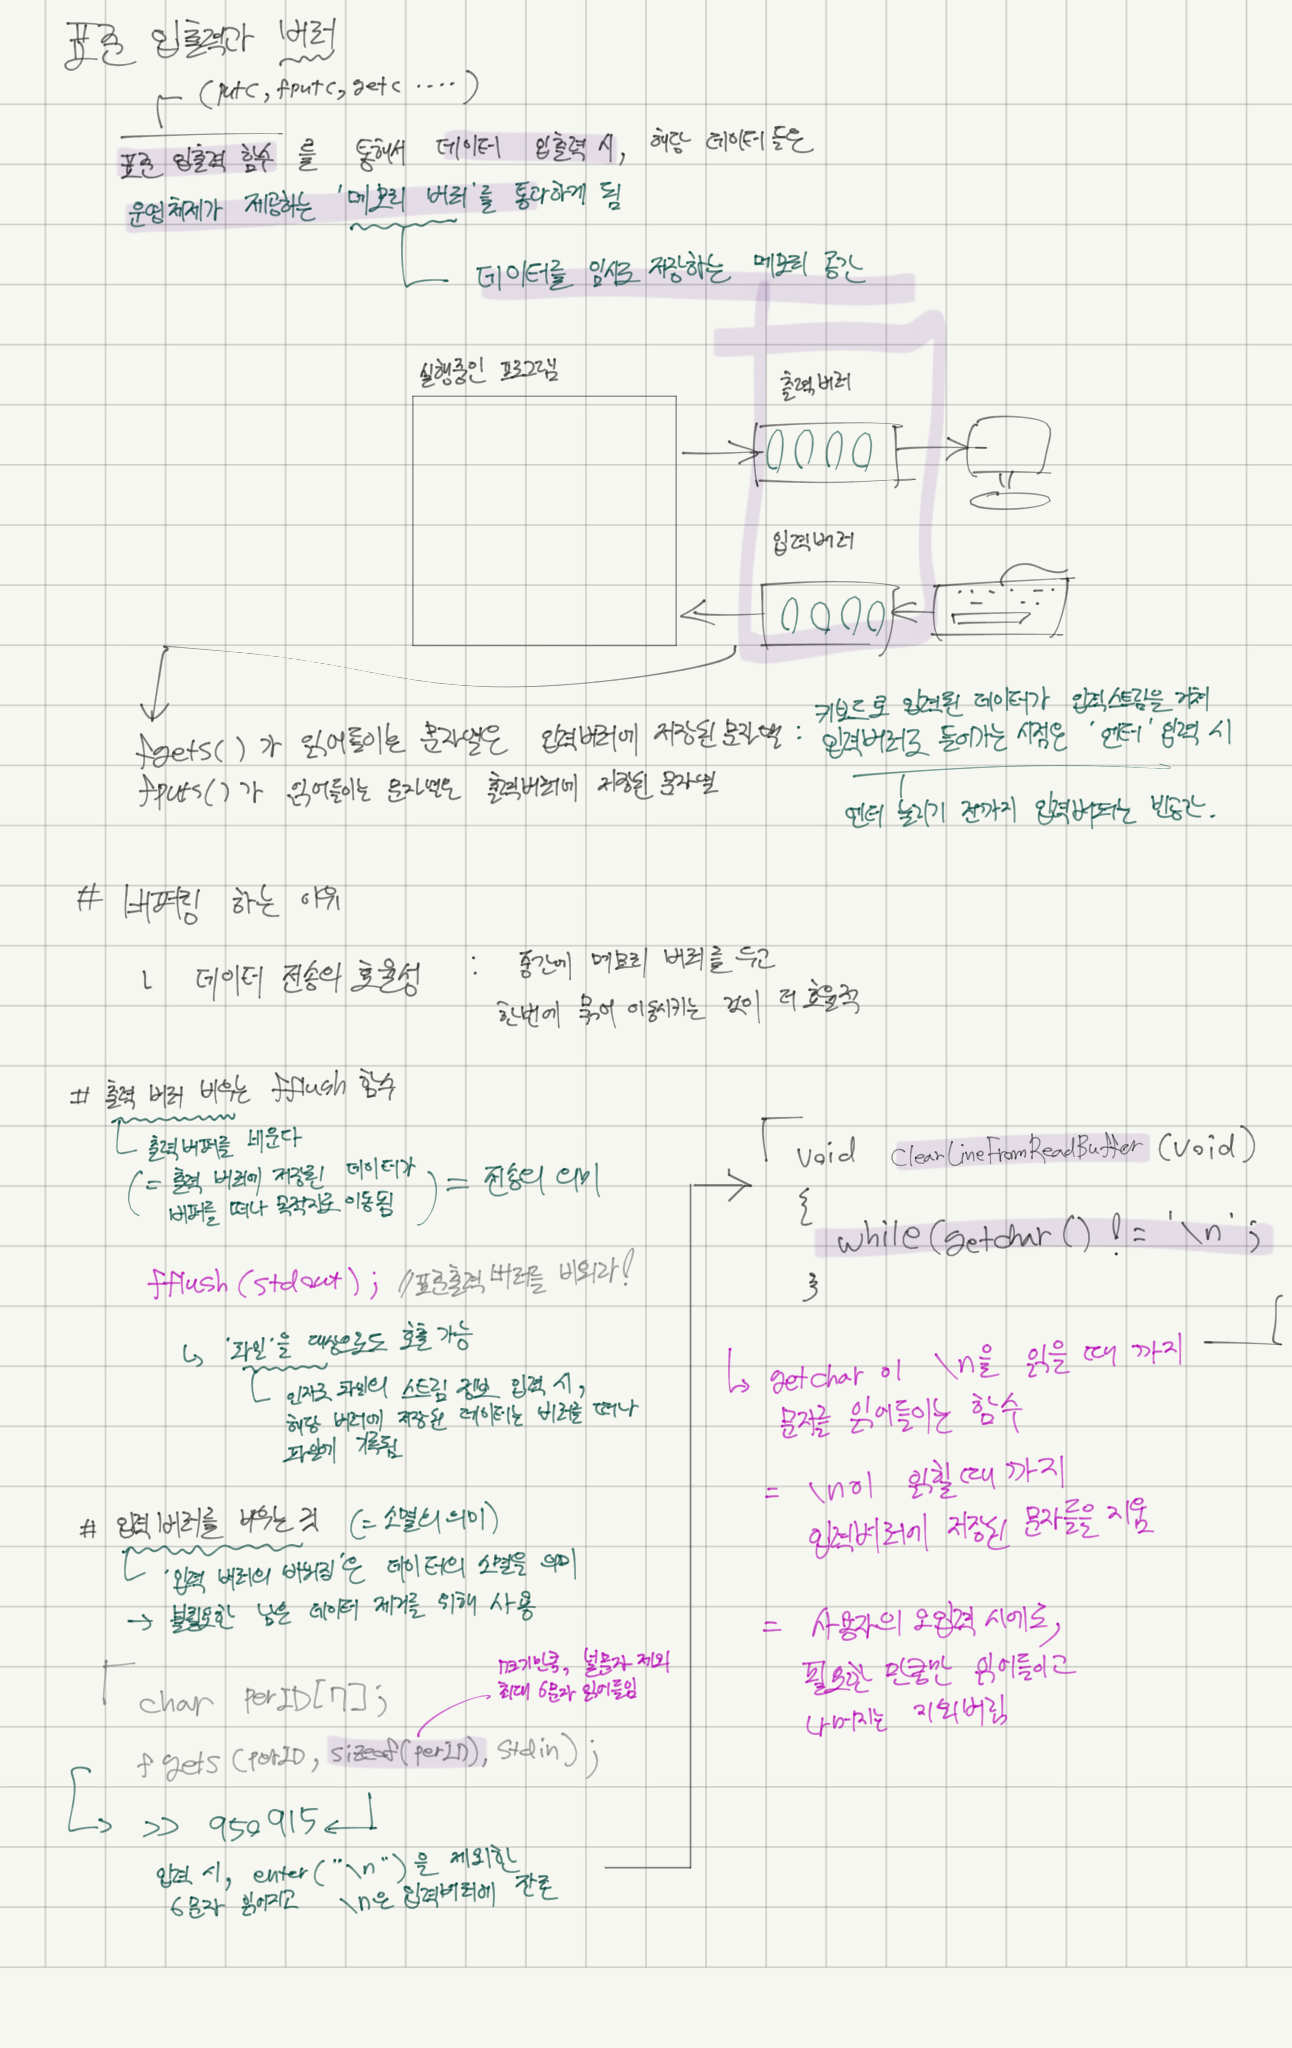 표준 입출력과 버퍼
(putc, fputc, getc ....)
표준 입출력 함수를 통해서 데이터 입출력 시, 해당 데이터들은
운영체제가 제공하는 '메모리 버퍼'를 통과하게 됨
데이터를 임시로 저장하는 메모리 공간
실행중인 프로그램
출력버퍼
입력버퍼
fgets()가 읽어들이는 문자열은 입력버퍼에 저장된 문자열 : 키보드로 입력된 데이터가 입력스트림을 거쳐
입력버퍼로 들어가는 시점은 '엔터' 입력 시
fputs()가 읽어들이는 문자열은 출력버퍼에 저장된 문자열
엔터 눌리기 전까지 입력버퍼는 빈공간.
# 버퍼링 하는 이유
ㄴ 데이터 전송의 효율성 : 중간에 메모리 버퍼를 두고
한번에 묶어 이동시키는 것이 더 효율적
# 출력 버퍼 비우는 fflush 함수
출력버퍼를 비운다
(= 출력 버퍼에 저장된 데이터가
버퍼를 떠나 목적지로 이동됨) = 전송의 의미
fflush(stdout); //표준출력 버퍼를 비워라!
↳ '파일'을 대상으로도 호출 가능
인자로 파일의 스트림 정보 입력 시,
해당 버퍼에 저장된 데이터는 버퍼를 떠나
파일에 기록됨
# 입력 버퍼를 비우는 것 (= 소멸의 의미)
'입력 버퍼의 비워짐'은 데이터의 소멸을 의미
→ 불필요한 남은 데이터 제거를 위해 사용
char perID[7];
7크기만큼, 널문자 제외
최대 6문자 읽어들임
fgets(perID, sizeof(perID), stdin);
>> 950915
입력 시, enter("\n")을 제외한
6문자 읽어지고 \n은 입력버퍼에 잔존
void ClearLineFromReadBuffer (void)
{
while(getchar() != '\n';
}
↳ getchar이 \n을 읽을 때 까지
문자를 읽어들이는 함수
= \n이 읽힐 때 까지
입력버퍼에 저장된 문자들을 지움
= 사용자의 오입력 시에도,
필요한 만큼만 읽어들이고
나머지는 지워버림